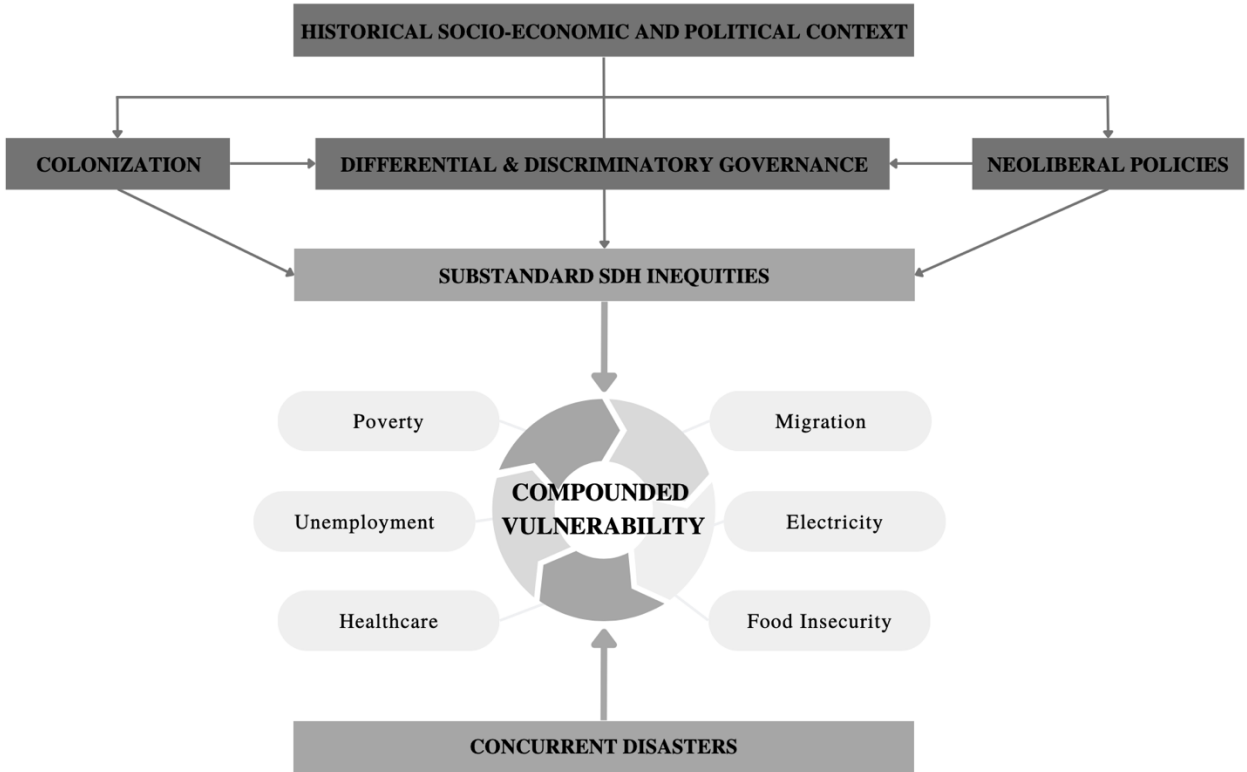 HISTORICAL SOCIO-ECONOMIC AND POLITICAL CONTEXT
COLONIZATION
DIFFERENTIAL & DISCRIMINATORY GOVERNANCE
NEOLIBERAL POLICIES
SUBSTANDARD SDH INEQUITIES
Poverty
Migration
COMPOUNDED
VULNERABILITY
Unemployment
Electricity
Healthcare
Food Insecurity
CONCURRENT DISASTERS